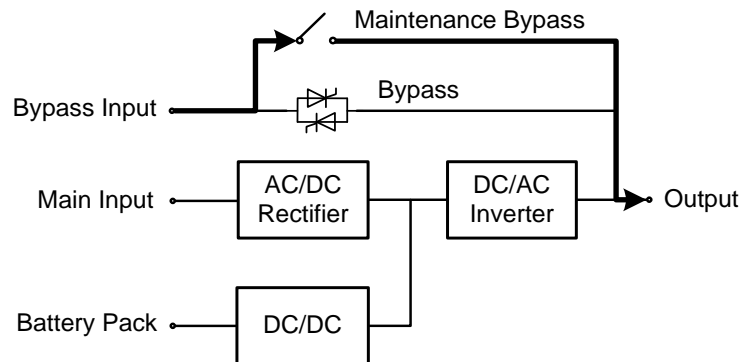 Maintenance Bypass
Bypass Input
Bypass
Main Input
AC/DC
Rectifier
DC/AC
Inverter
Output
Battery Pack
DC/DC